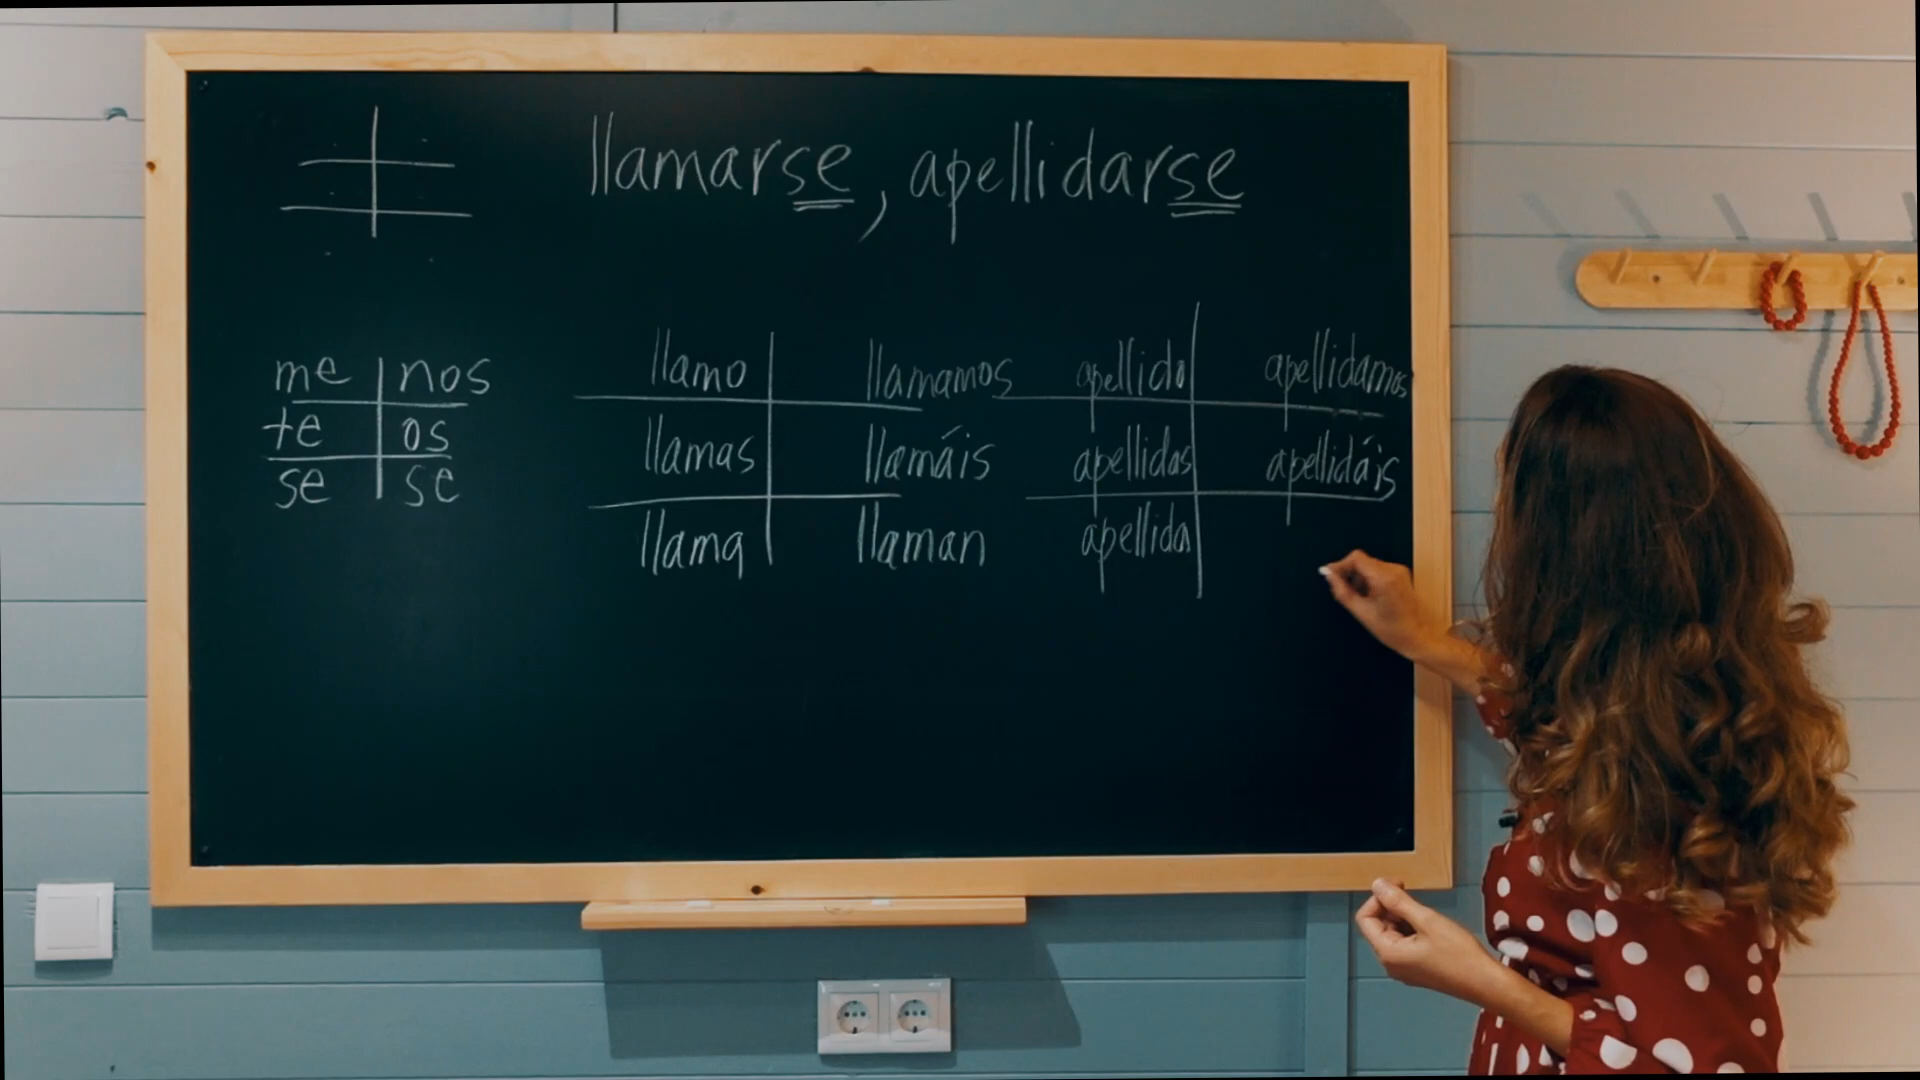 llamarse, apellidarse
me nos
te os
se se
llamo llamamos
llamas llamáis
llama llaman
apellido apellidamos
apellidas apellidáis
apellida